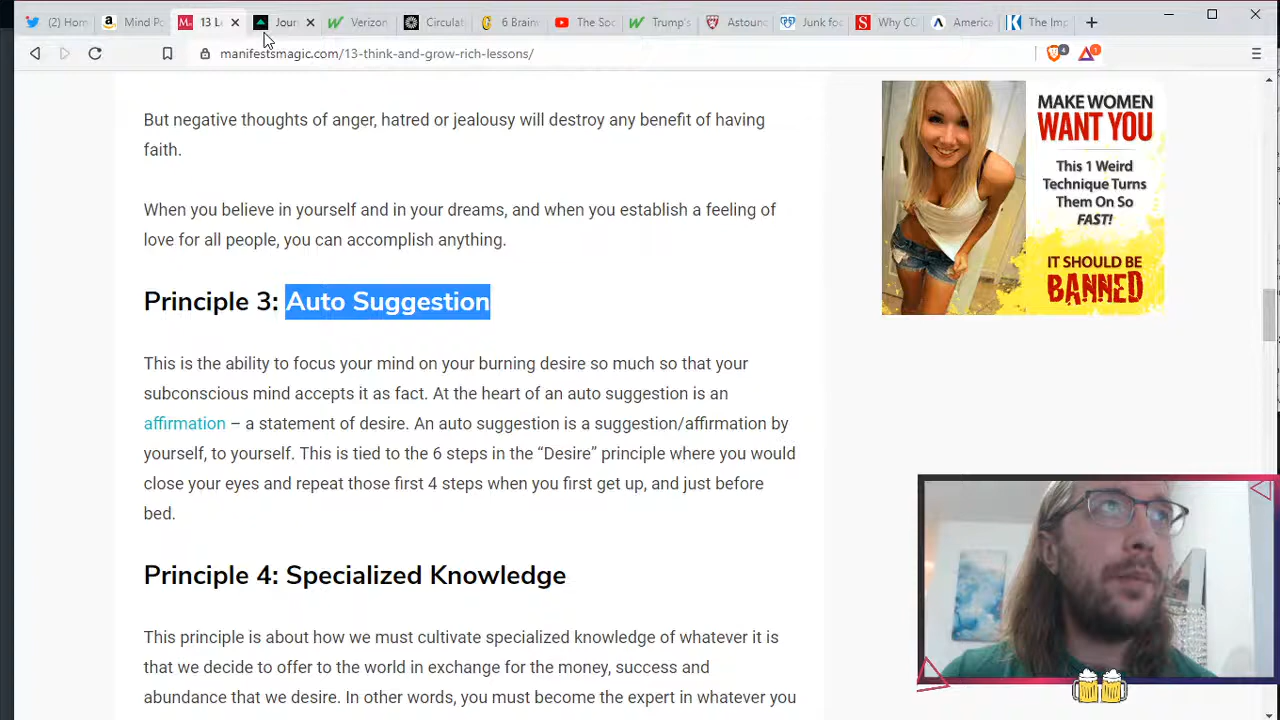 (2) Hom
Mind Po
13 Le
Jour
Verizon
Circulat
6 Brain
The Soc
Trump's
Astoun
Junk foo
Why CO
America
The Imp
manifestsmagic.com/13-think-and-grow-rich-lessons/
4
1
But negative thoughts of anger, hatred or jealousy will destroy any benefit of having
faith.
When you believe in yourself and in your dreams, and when you establish a feeling of
love for all people, you can accomplish anything.
Principle 3: Auto Suggestion
This is the ability to focus your mind on your burning desire so much so that your
subconscious mind accepts it as fact. At the heart of an auto suggestion is an
affirmation – a statement of desire. An auto suggestion is a suggestion/affirmation by
yourself, to yourself. This is tied to the 6 steps in the “Desire” principle where you would
close your eyes and repeat those first 4 steps when you first get up, and just before
bed.
Principle 4: Specialized Knowledge
This principle is about how we must cultivate specialized knowledge of whatever it is
that we decide to offer to the world in exchange for the money, success and
abundance that we desire. In other words, you must become the expert in whatever you
MAKE WOMEN
WANT YOU
This 1 Weird
Technique Turns
Them On So
FAST!
IT SHOULD BE
BANNED